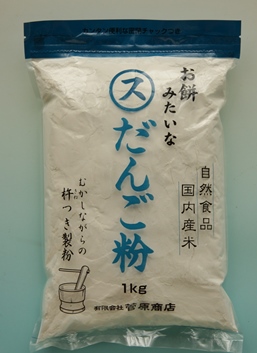 お餅
みたいな
ス
だんご粉
自然食品
国内産米
むかしながらの
杵つき製粉
1kg
有限会社 菅原商店